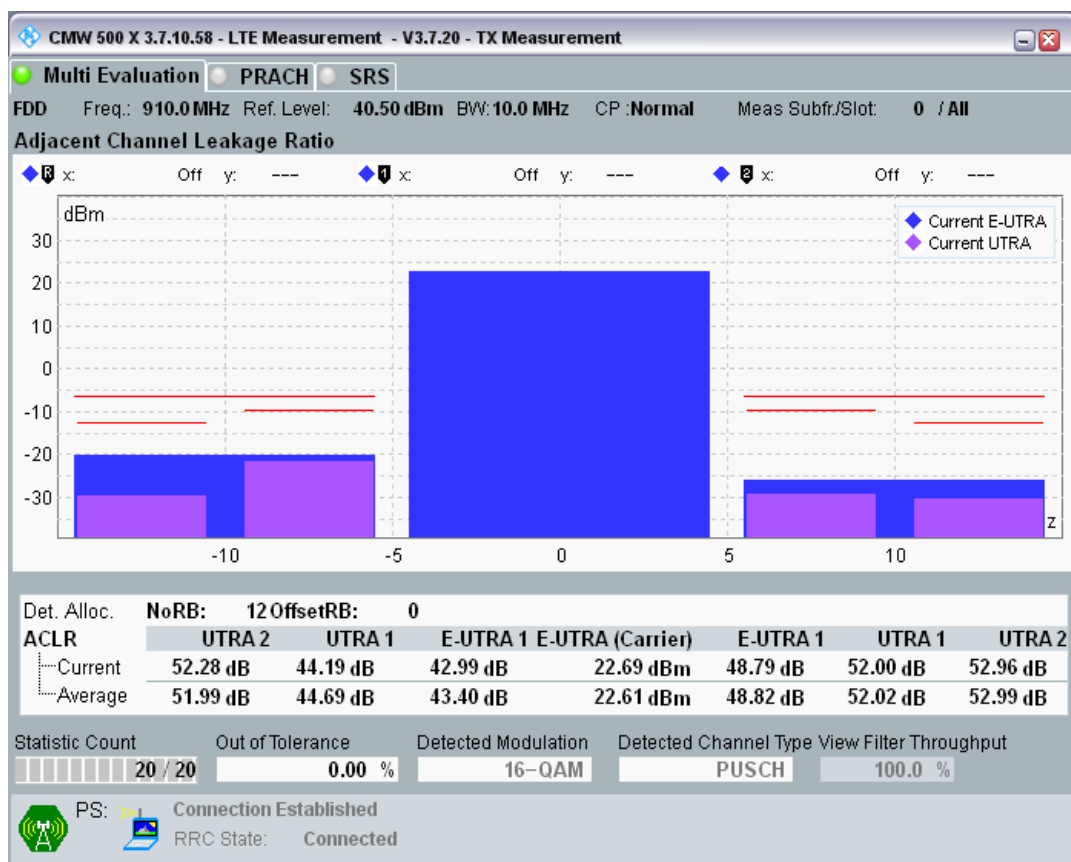 CMW 500 X 3.7.10.58 - LTE Measurement - V3.7.20 - TX Measurement
Multi Evaluation PRACH SRS
FDD Freq.: 910.0 MHz Ref. Level: 40.50 dBm BW: 10.0 MHz CP :Normal Meas Subfr./Slot: 0 / All
Adjacent Channel Leakage Ratio
R x: Off y: --- 1 x: Off y: --- 2 x: Off y: ---
dBm
Current E-UTRA
Current UTRA
30
20
10
0
-10
-20
-30
z
-10 -5 0 5 10
Det. Alloc. NoRB: 12 OffsetRB: 0
ACLR UTRA 2 UTRA 1 E-UTRA 1 E-UTRA (Carrier) E-UTRA 1 UTRA 1 UTRA 2
Current 52.28 dB 44.19 dB 42.99 dB 22.69 dBm 48.79 dB 52.00 dB 52.96 dB
Average 51.99 dB 44.69 dB 43.40 dB 22.61 dBm 48.82 dB 52.02 dB 52.99 dB
Statistic Count Out of Tolerance Detected Modulation Detected Channel Type View Filter Throughput
20 / 20 0.00 % 16-QAM PUSCH 100.0 %
PS: Connection Established
RRC State: Connected